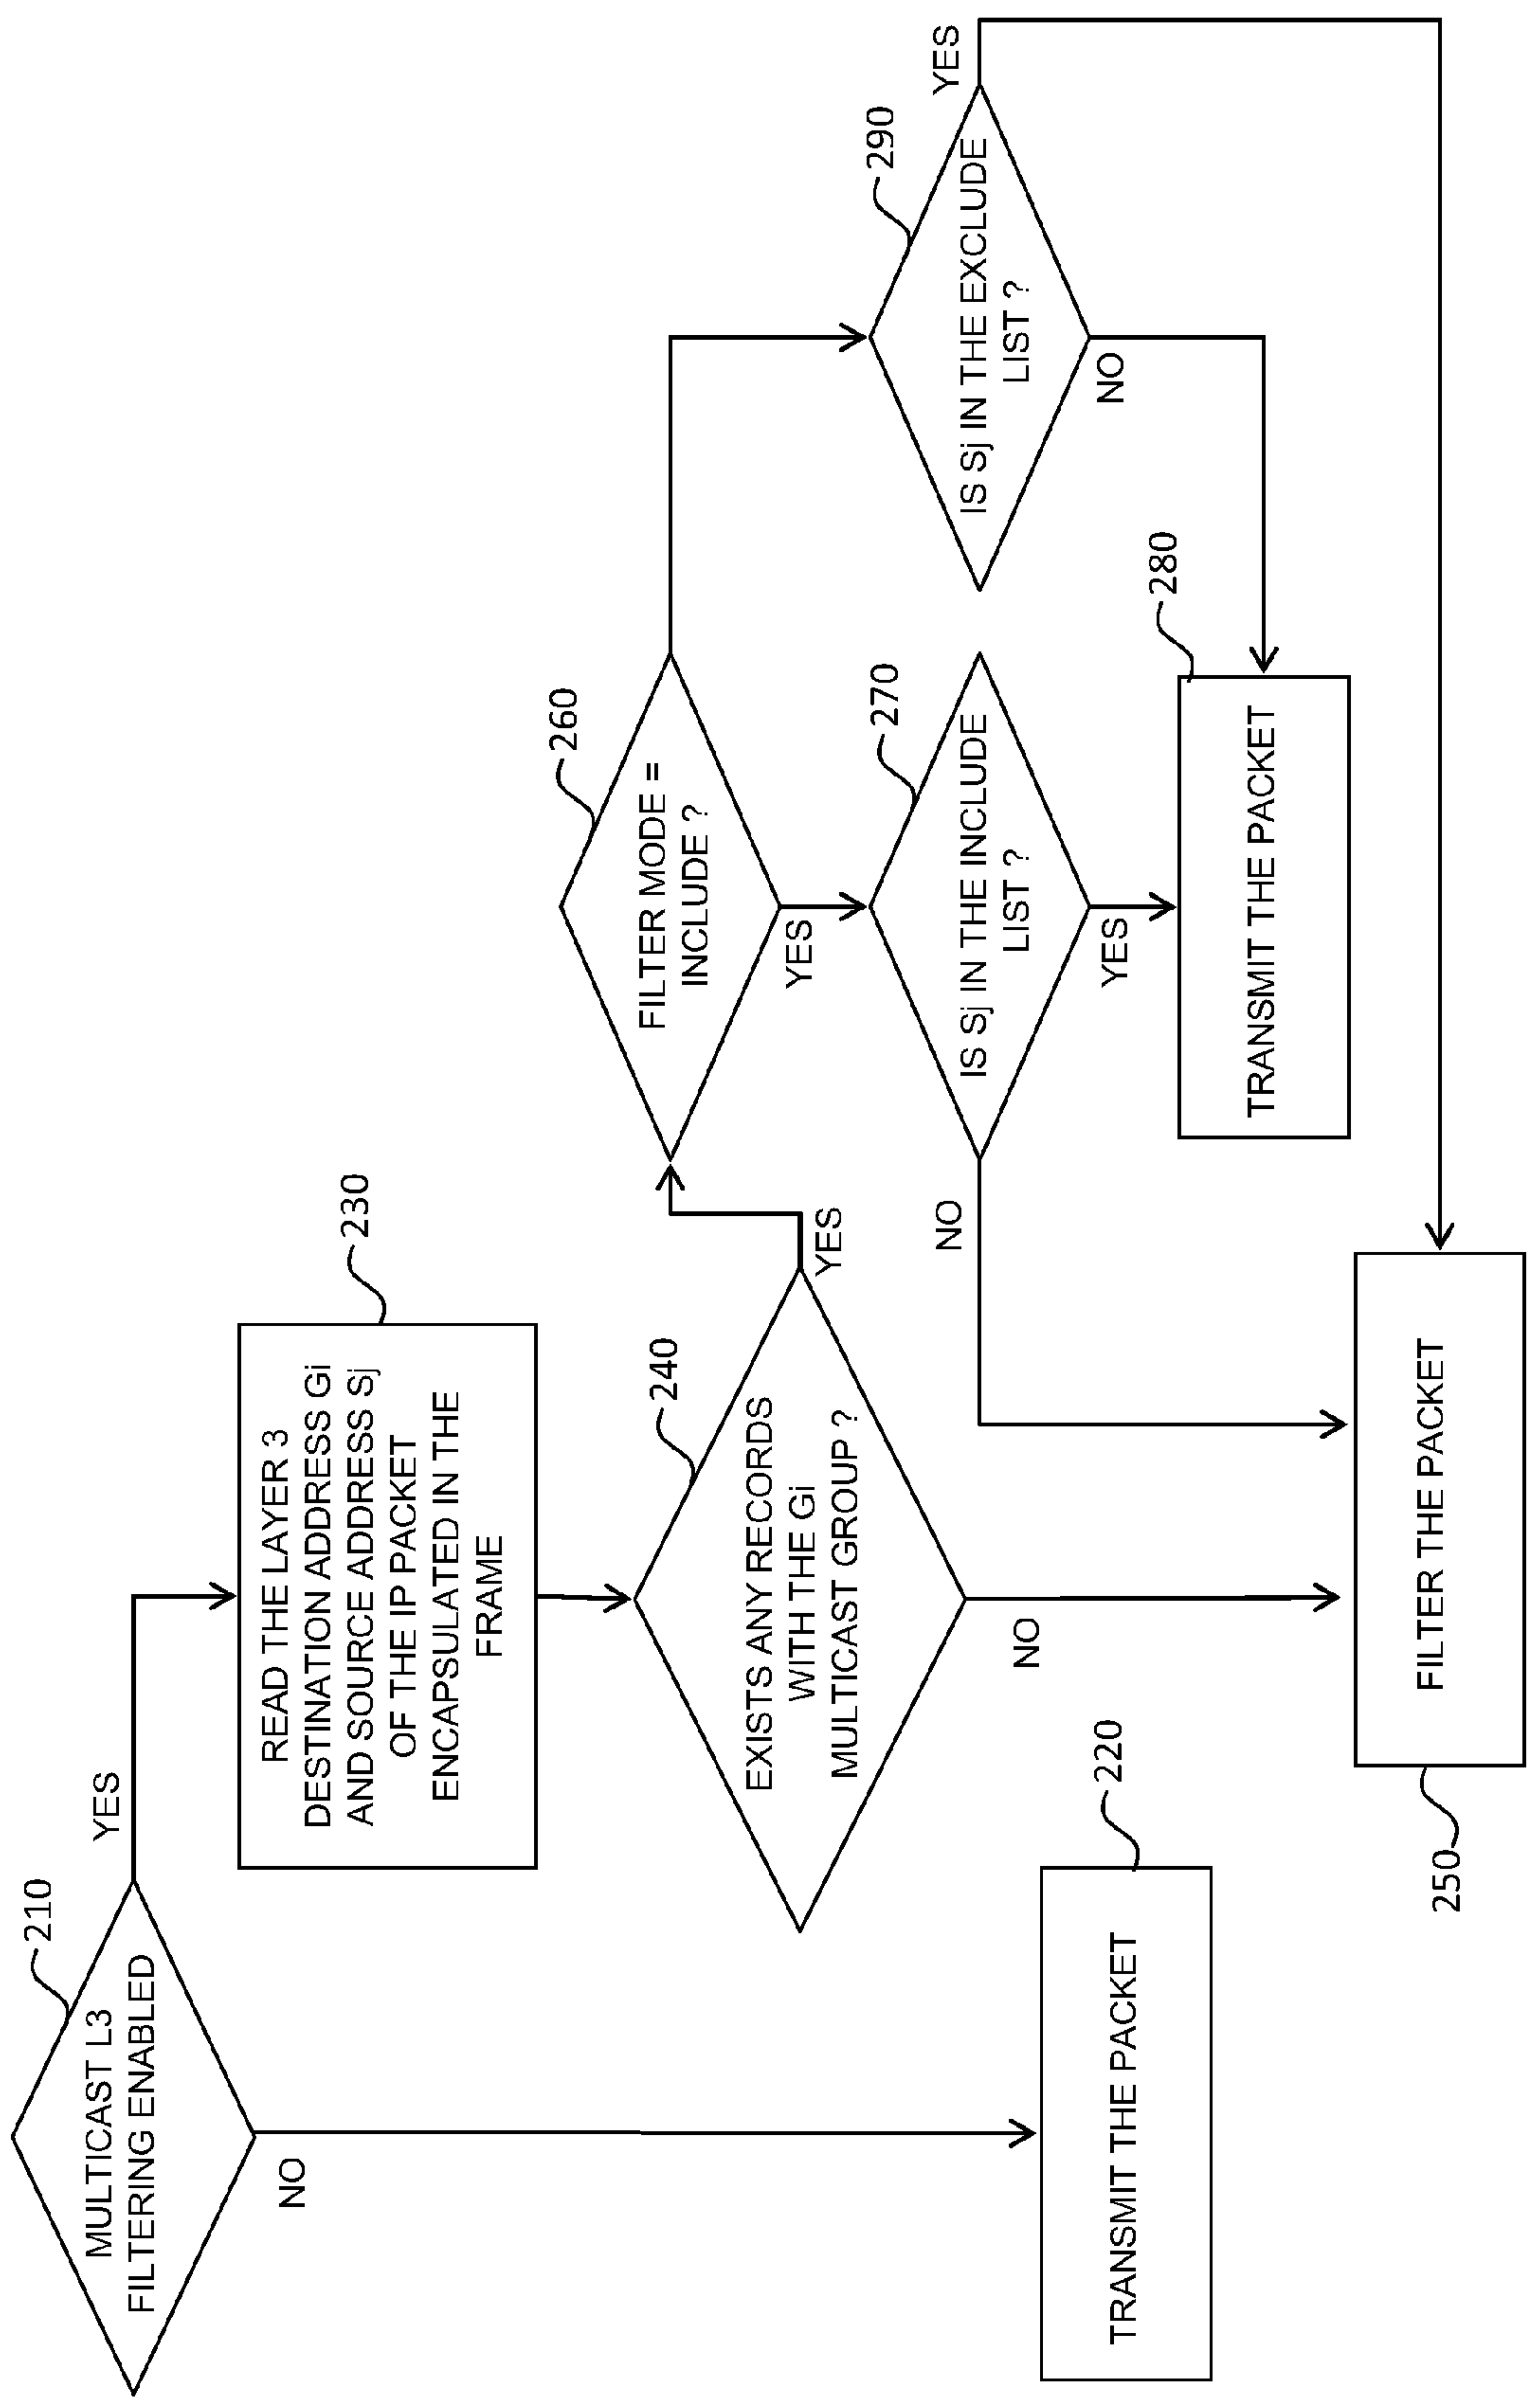 210
MULTICAST L3
FILTERING ENABLED
YES
NO
220
TRANSMIT THE PACKET
230
READ THE LAYER 3
DESTINATION ADDRESS Gi
AND SOURCE ADDRESS Sj
OF THE IP PACKET
ENCAPSULATED IN THE
FRAME
240
EXISTS ANY RECORDS
WITH THE Gi
MULTICAST GROUP ?
YES
NO
250
FILTER THE PACKET
260
FILTER MODE =
INCLUDE ?
YES
270
IS Sj IN THE INCLUDE
LIST ?
NO
YES
280
TRANSMIT THE PACKET
290
IS Sj IN THE EXCLUDE
LIST ?
YES
NO